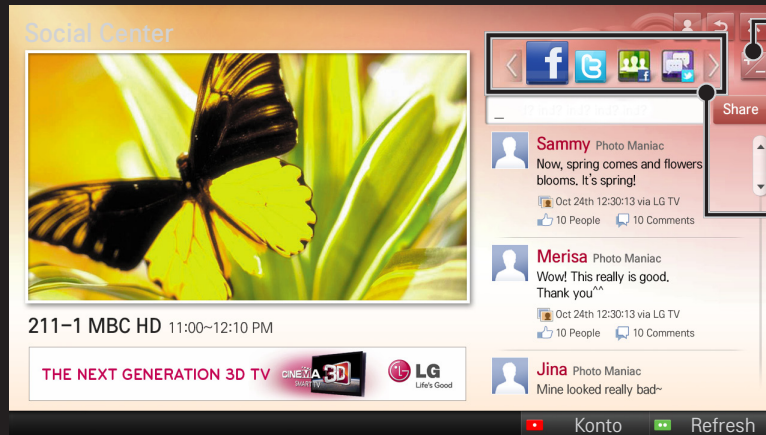 Social Center
f
Share
Sammy Photo Maniac
Now, spring comes and flowers
blooms. It's spring!
Oct 24th 12:30:13 via LG TV
10 People 10 Comments
Merisa Photo Maniac
Wow! This really is good.
Thank you^^
Oct 24th 12:30:13 via LG TV
10 People 10 Comments
Jina Photo Maniac
Mine looked really bad~
211-1 MBC HD 11:00~12:10 PM
THE NEXT GENERATION 3D TV CINEMA 3D SMART TV LG
Life's Good
Konto Refresh